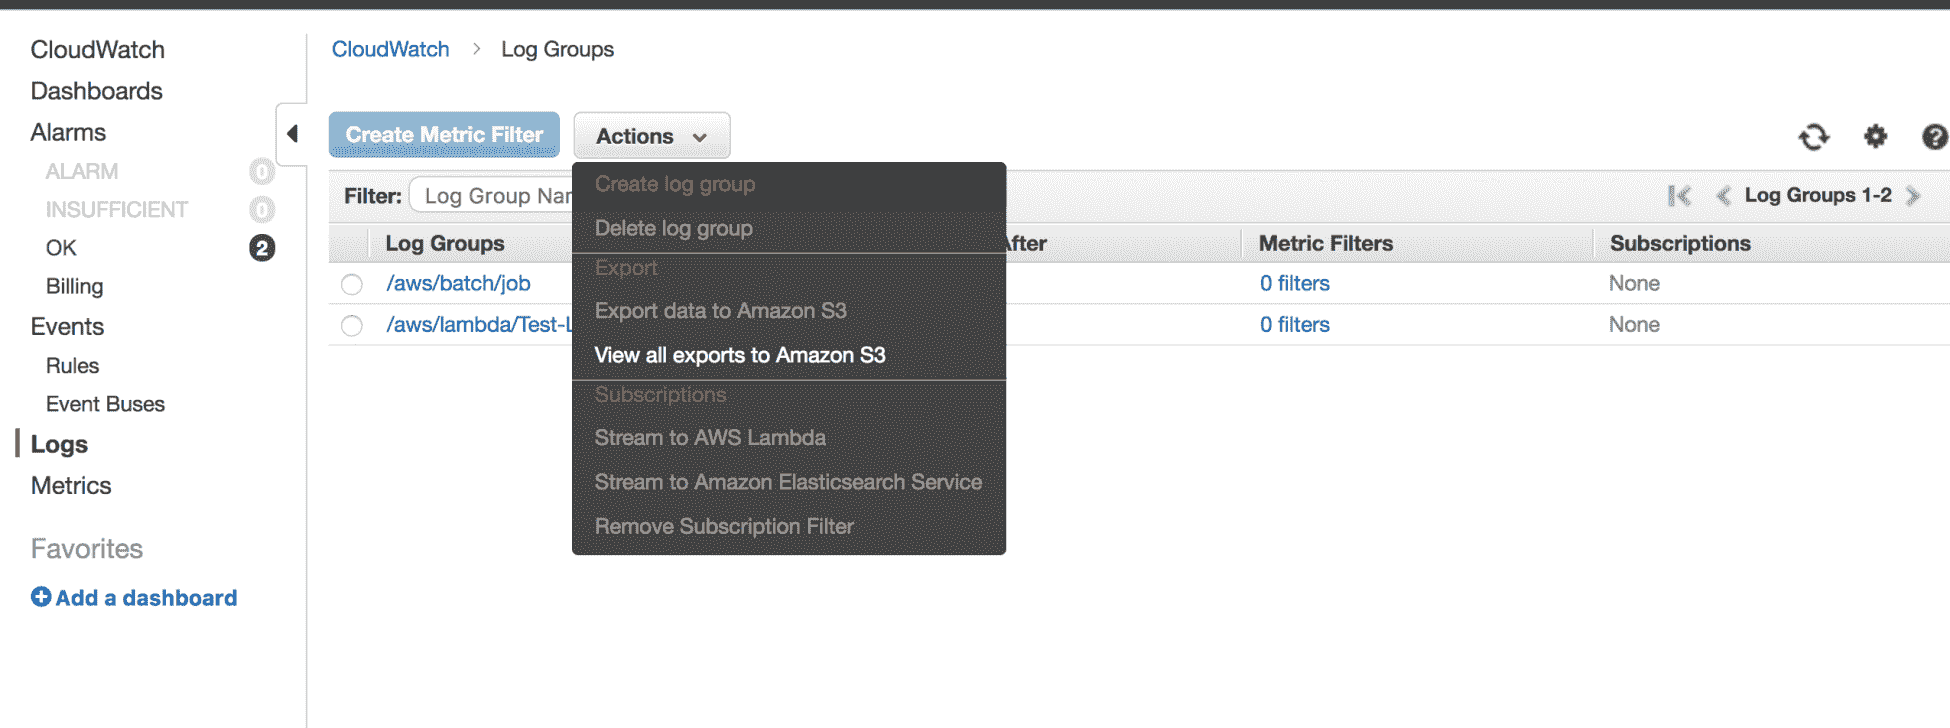 CloudWatch
Dashboards
Alarms
ALARM 0
INSUFFICIENT 0
OK 2
Billing
Events
Rules
Event Buses
Logs
Metrics
Favorites
Add a dashboard
CloudWatch > Log Groups
Create Metric Filter Actions
Filter: Log Group Nam Log Groups 1-2
Log Groups After Metric Filters Subscriptions
/aws/batch/job 0 filters None
/aws/lambda/Test-L 0 filters None
Create log group
Delete log group
Export
Export data to Amazon S3
View all exports to Amazon S3
Subscriptions
Stream to AWS Lambda
Stream to Amazon Elasticsearch Service
Remove Subscription Filter